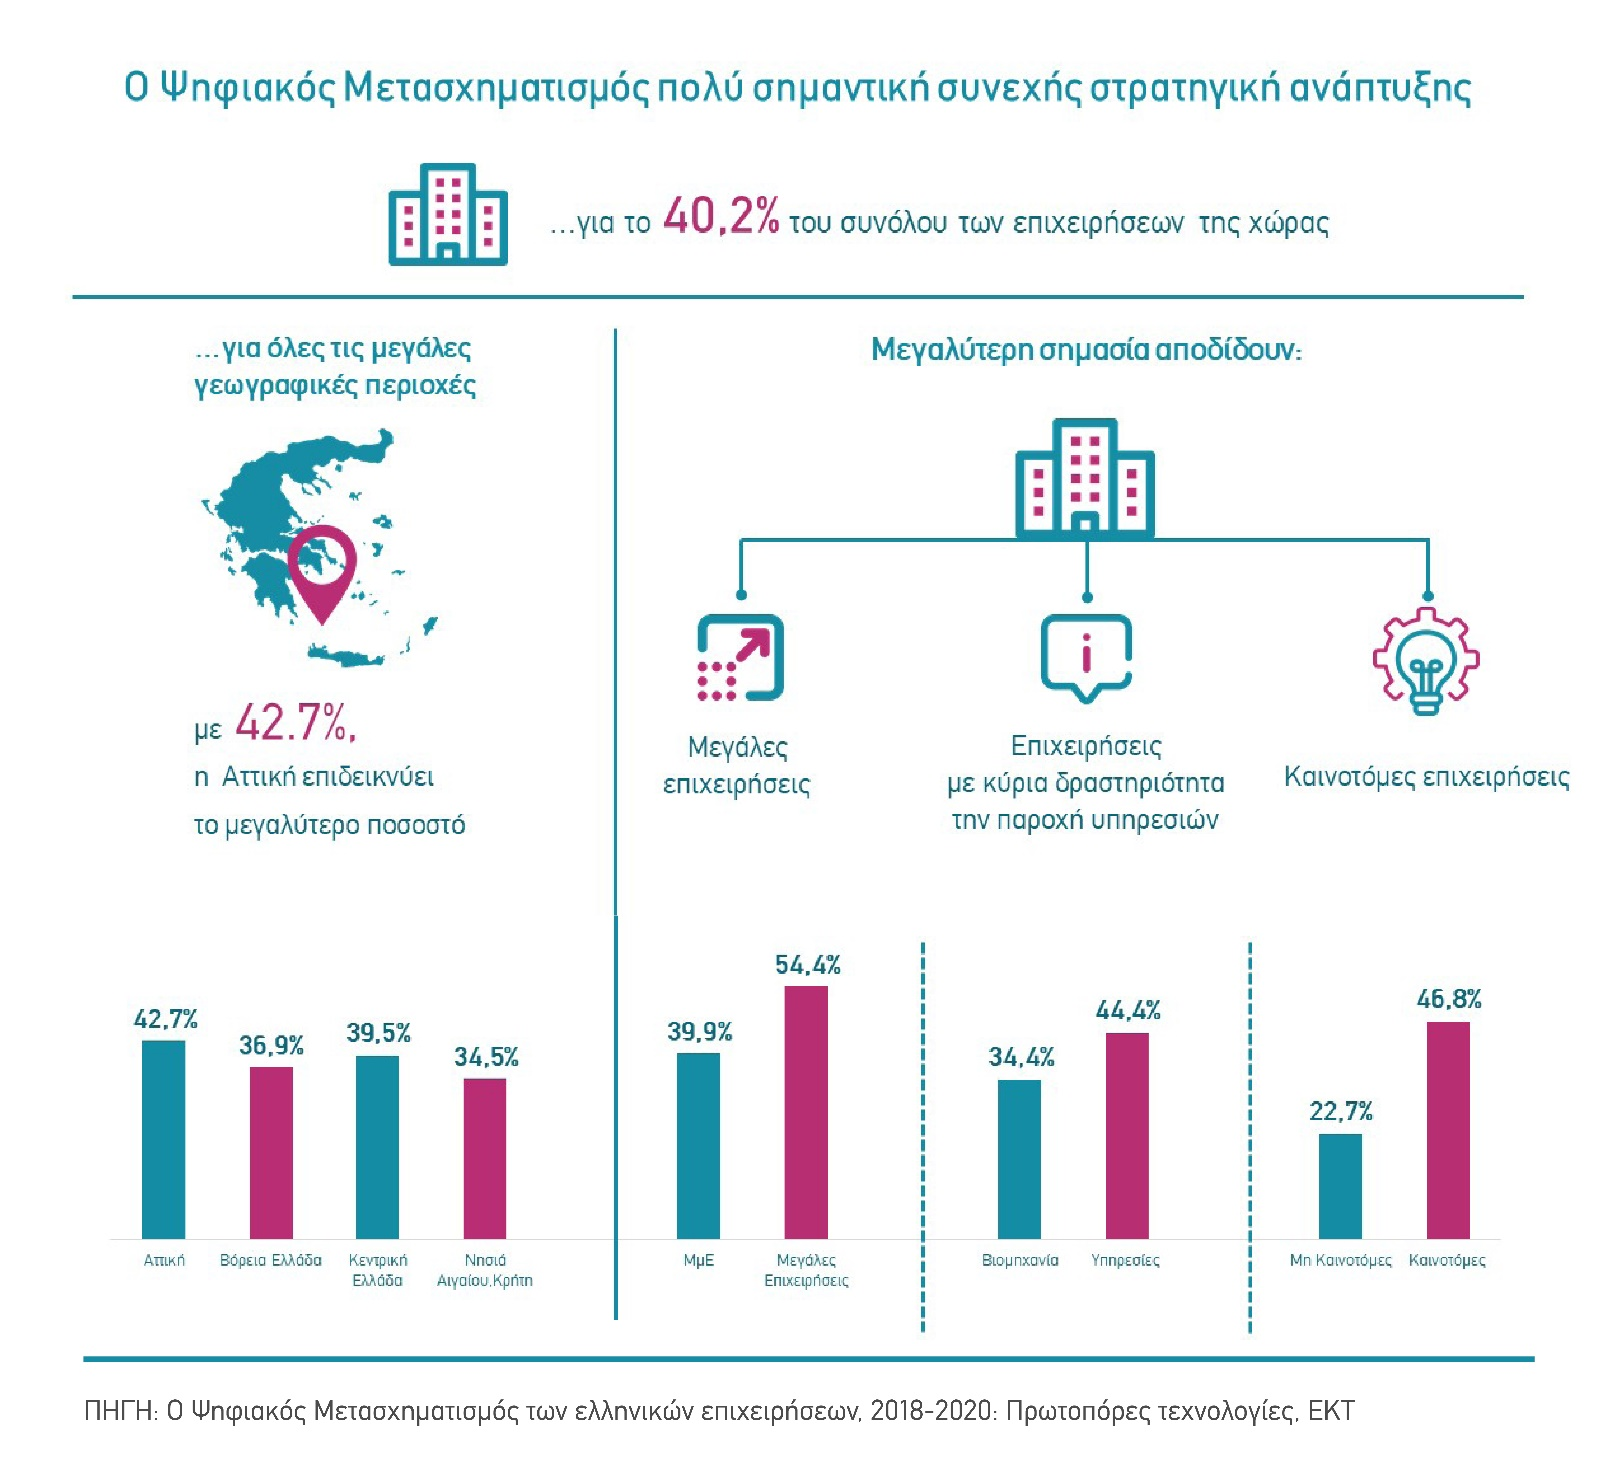 Ο Ψηφιακός Μετασχηματισμός πολύ σημαντική συνεχής στρατηγική ανάπτυξης
...για το 40,2% του συνόλου των επιχειρήσεων της χώρας
...για όλες τις μεγάλες
γεωγραφικές περιοχές
με 42.7%,
η Αττική επιδεικνύει
το μεγαλύτερο ποσοστό
Μεγαλύτερη σημασία αποδίδουν:
Μεγάλες
επιχειρήσεις
Επιχειρήσεις
με κύρια δραστηριότητα
την παροχή υπηρεσιών
Καινοτόμες επιχειρήσεις
42,7%
36,9%
39,5%
34,5%
Αττική
Βόρεια Ελλάδα
Κεντρική
Ελλάδα
Νησιά
Αιγαίου,Κρήτη
39,9%
54,4%
ΜμΕ
Μεγάλες
Επιχειρήσεις
34,4%
44,4%
Βιομηχανία
Υπηρεσίες
22,7%
46,8%
Μη Καινοτόμες
Καινοτόμες
ΠΗΓΗ: Ο Ψηφιακός Μετασχηματισμός των ελληνικών επιχειρήσεων, 2018-2020: Πρωτοπόρες τεχνολογίες, ΕΚΤ